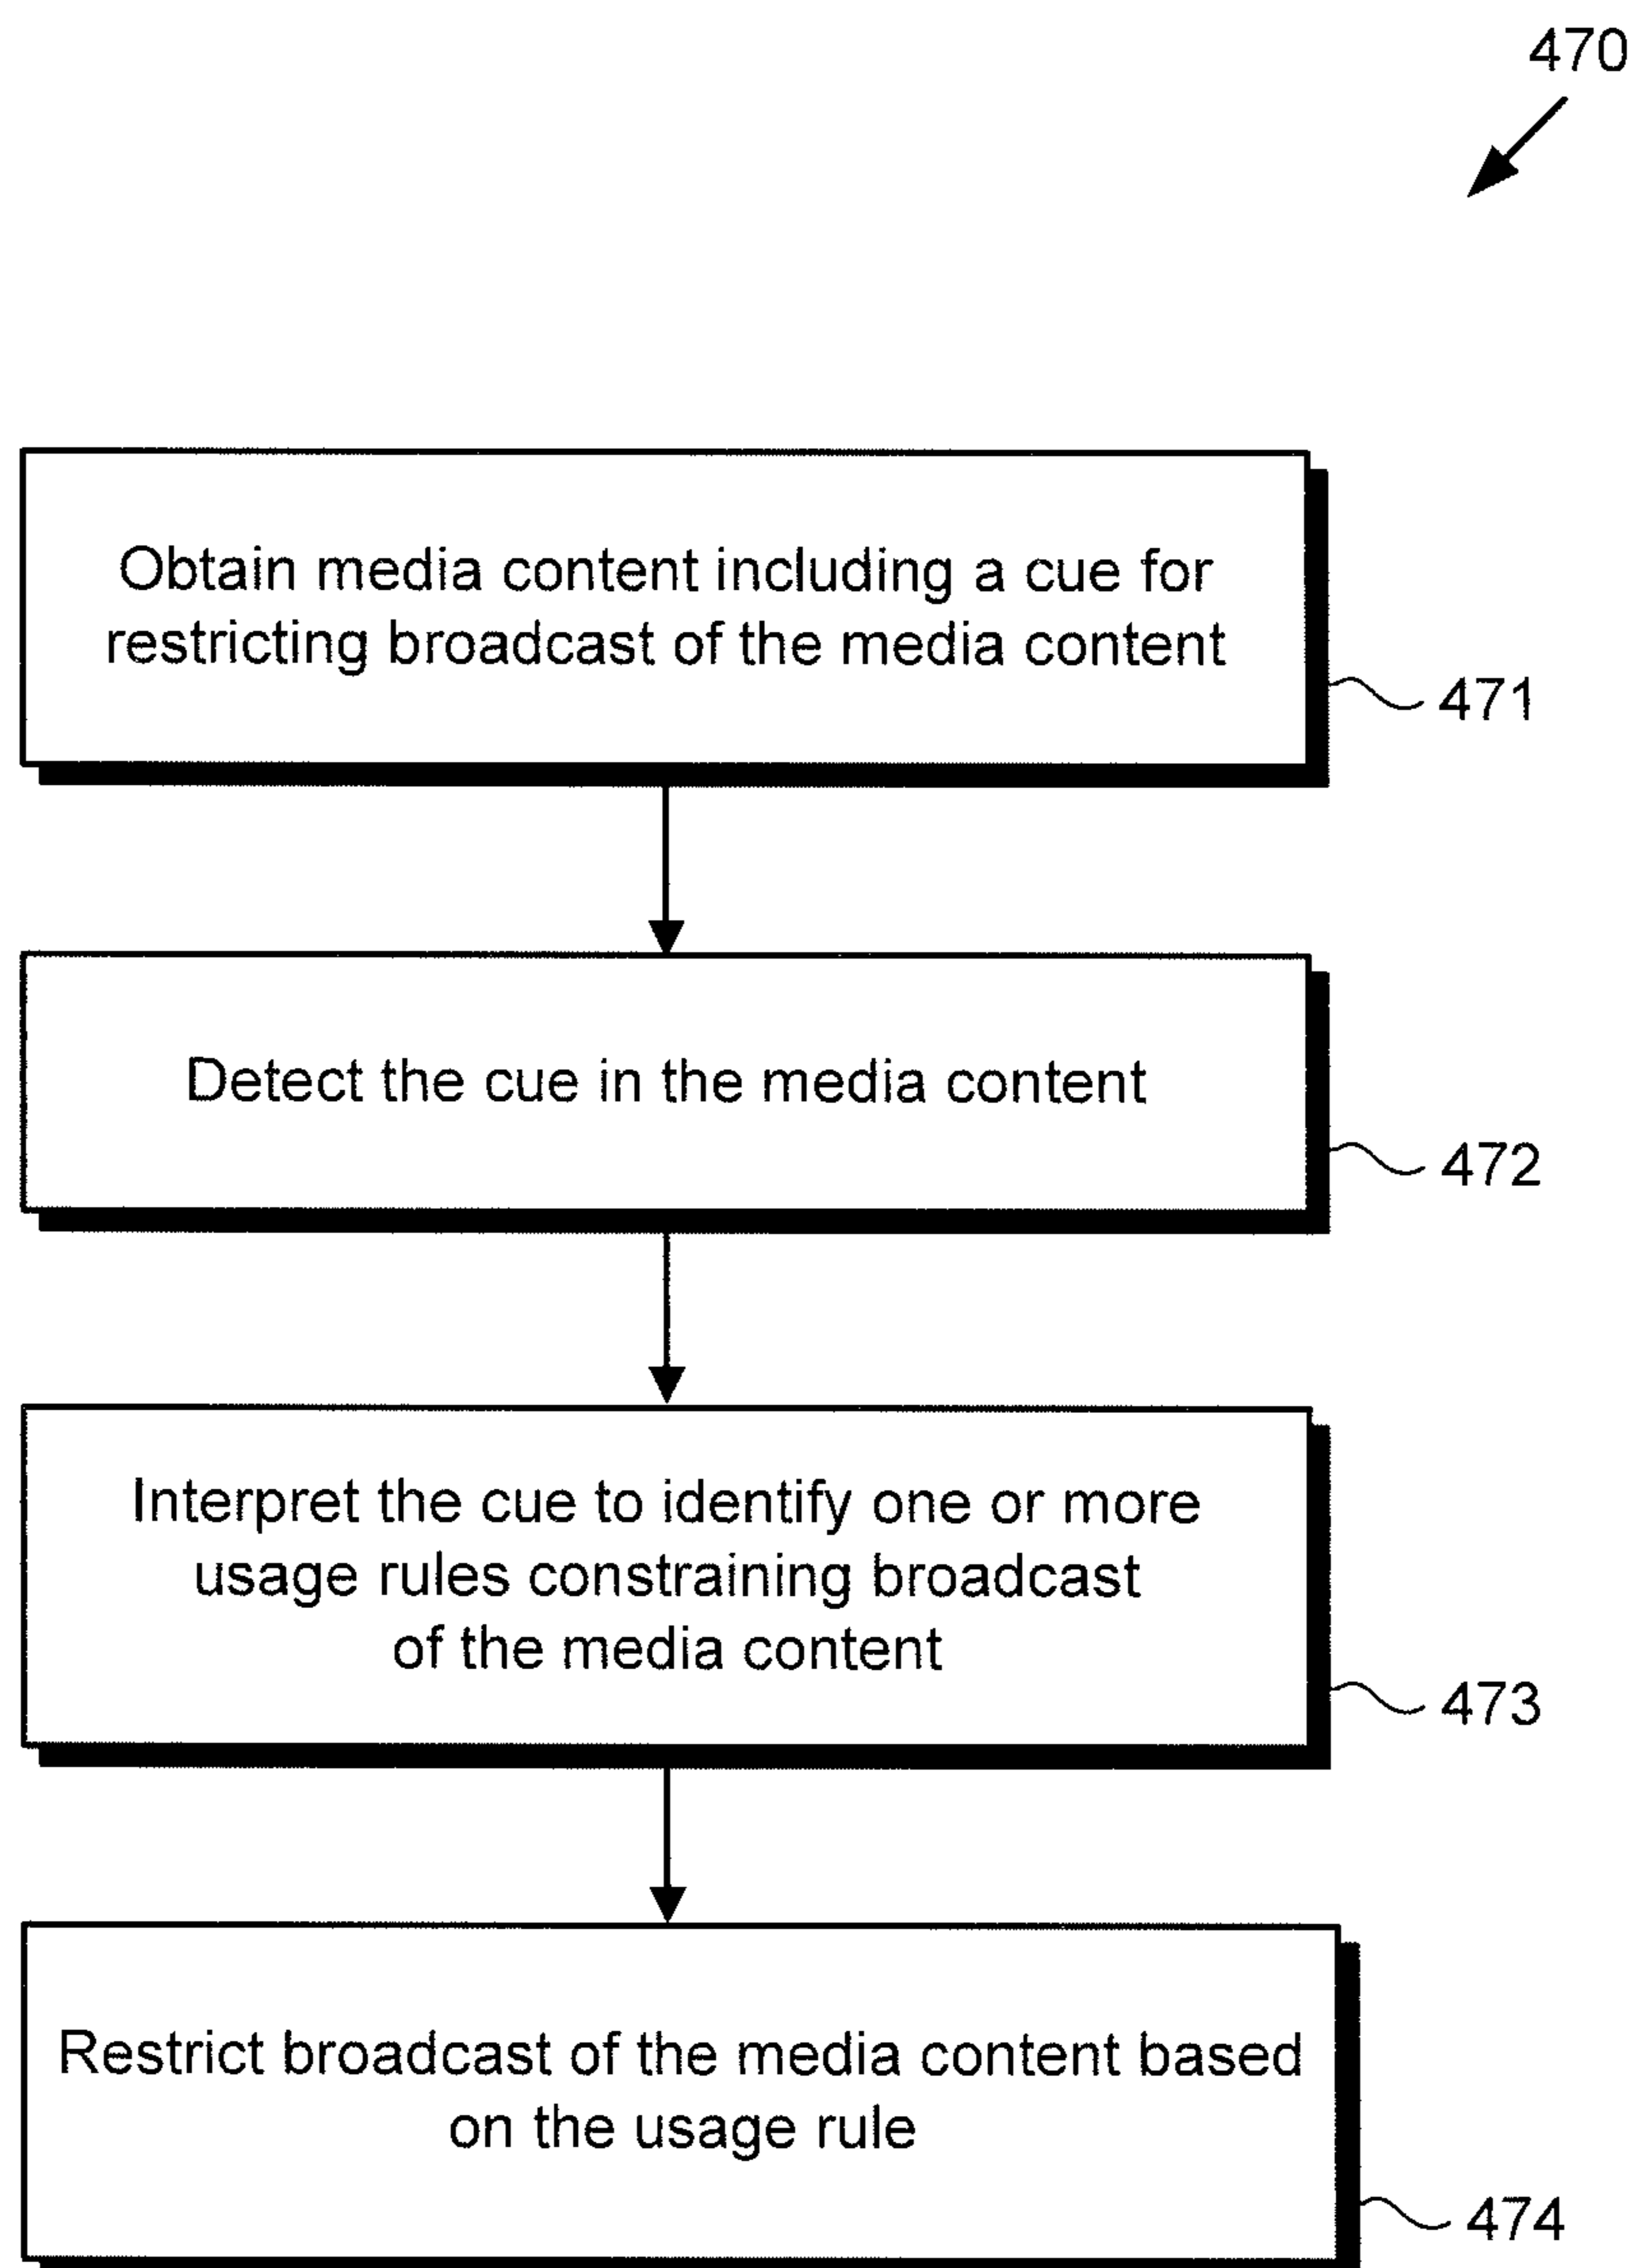 470
Obtain media content including a cue for
restricting broadcast of the media content
471
Detect the cue in the media content
472
Interpret the cue to identify one or more
usage rules constraining broadcast
of the media content
473
Restrict broadcast of the media content based
on the usage rule
474